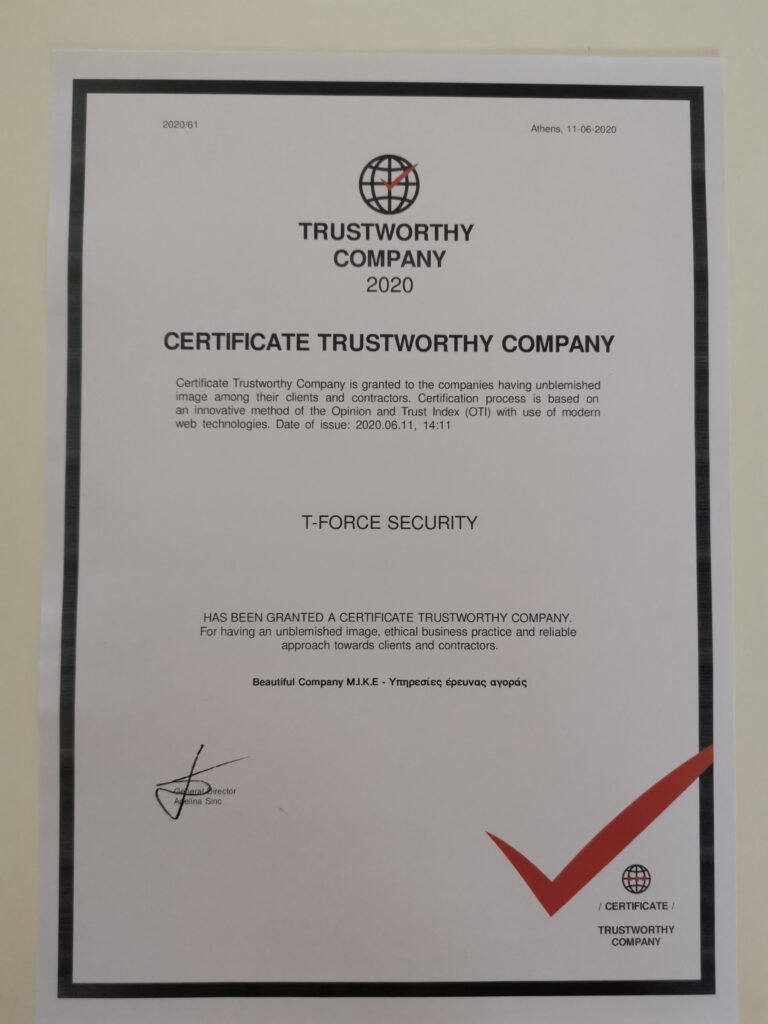 2020/61
Athens, 11-06-2020
TRUSTWORTHY
COMPANY
2020
CERTIFICATE TRUSTWORTHY COMPANY
Certificate Trustworthy Company is granted to the companies having unblemished
image among their clients and contractors. Certification process is based on
an innovative method of the Opinion and Trust Index (OTI) with use of modern
web technologies. Date of issue: 2020.06.11, 14:11
T-FORCE SECURITY
HAS BEEN GRANTED A CERTIFICATE TRUSTWORTHY COMPANY.
For having an unblemished image, ethical business practice and reliable
approach towards clients and contractors.
Beautiful Company M.I.K.E - Υπηρεσίες έρευνας αγοράς
General Director
Adelina Sinc
/ CERTIFICATE /
TRUSTWORTHY
COMPANY